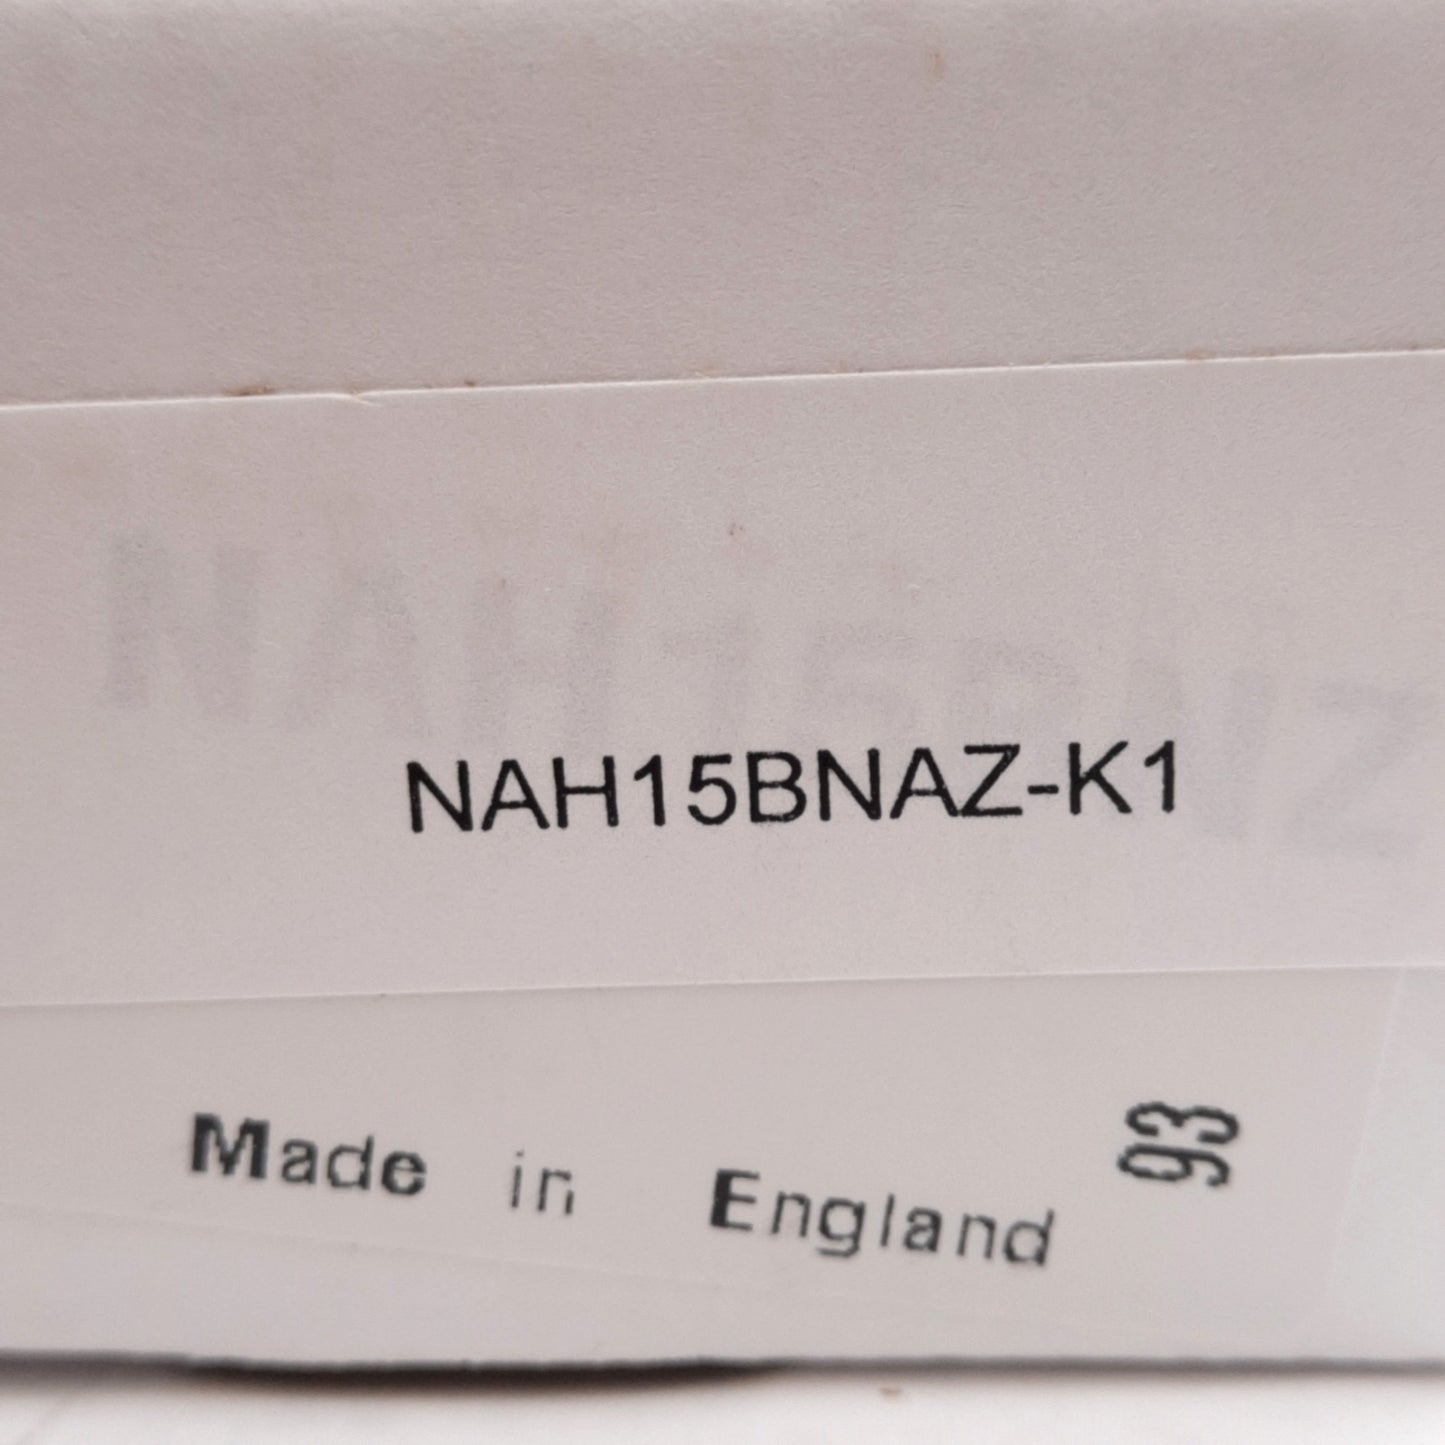 NAH15BNAZ-K1
Made in England
93